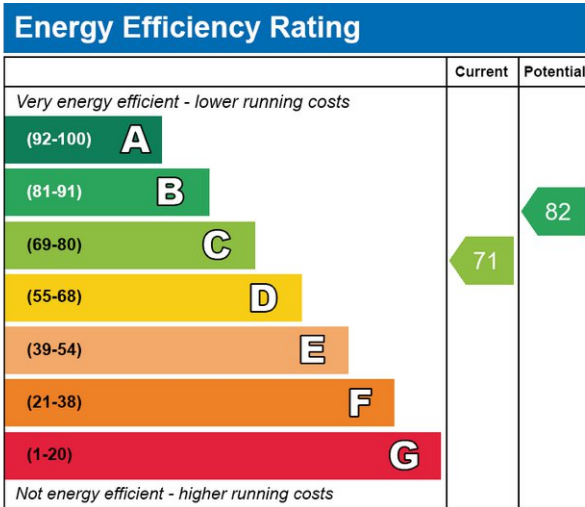 Energy Efficiency Rating
Current Potential
Very energy efficient - lower running costs
(92-100) A
(81-91) B
82
(69-80) C
71
(55-68) D
(39-54) E
(21-38) F
(1-20) G
Not energy efficient - higher running costs